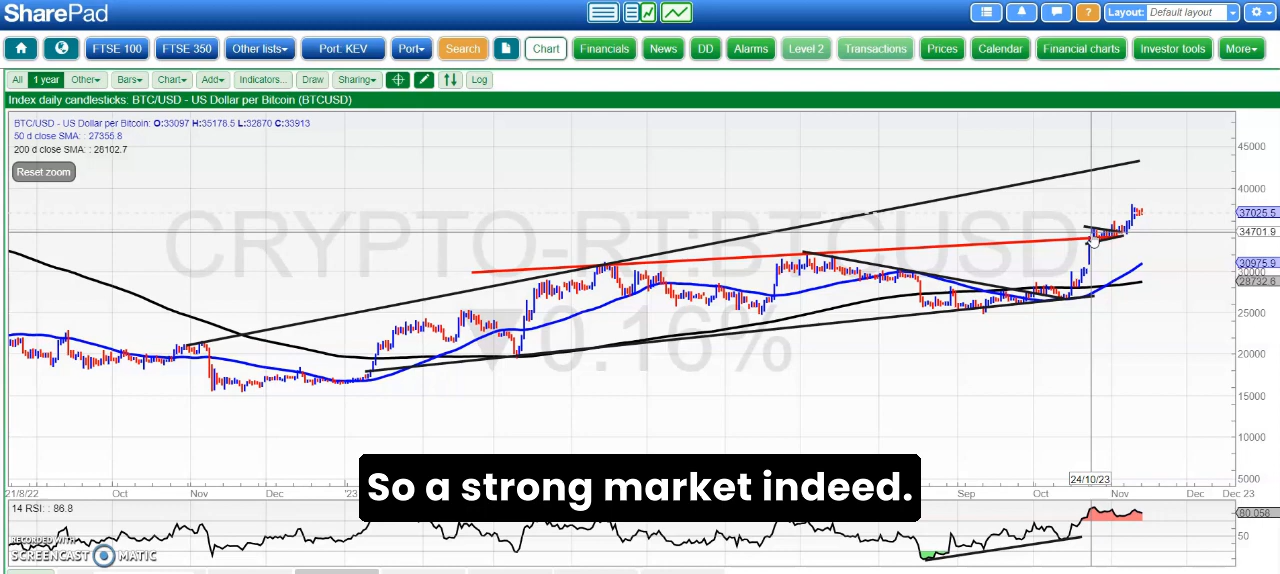 SharePad
Layout: Default layout
FTSE 100 FTSE 350 Other lists Port. KEV Port Search Chart Financials News DD Alarms Level 2 Transactions Prices Calendar Financial charts Investor tools More
All 1 year Other Bars Chart Add Indicators... Draw Sharing Log
Index daily candlesticks: BTC/USD - US Dollar per Bitcoin (BTCUSD)
BTC/USD - US Dollar per Bitcoin: O:33097 H:35178.5 L:32870 C:33913
50 d close SMA: : 27355.8
200 d close SMA: : 28102.7
Reset zoom
CRYPTO-RT:BTCUSD
▼0.16%
45000
40000
37025.5
34701.9
30975.9
30000
28732.6
25000
20000
15000
10000
5000
So a strong market indeed.
24/10/23
21/8/22 Oct Nov Dec '23 Sep Oct Nov Dec Dec 23
14 RSI: : 86.8
80.058
50
RECORDED WITH
SCREENCAST MATIC